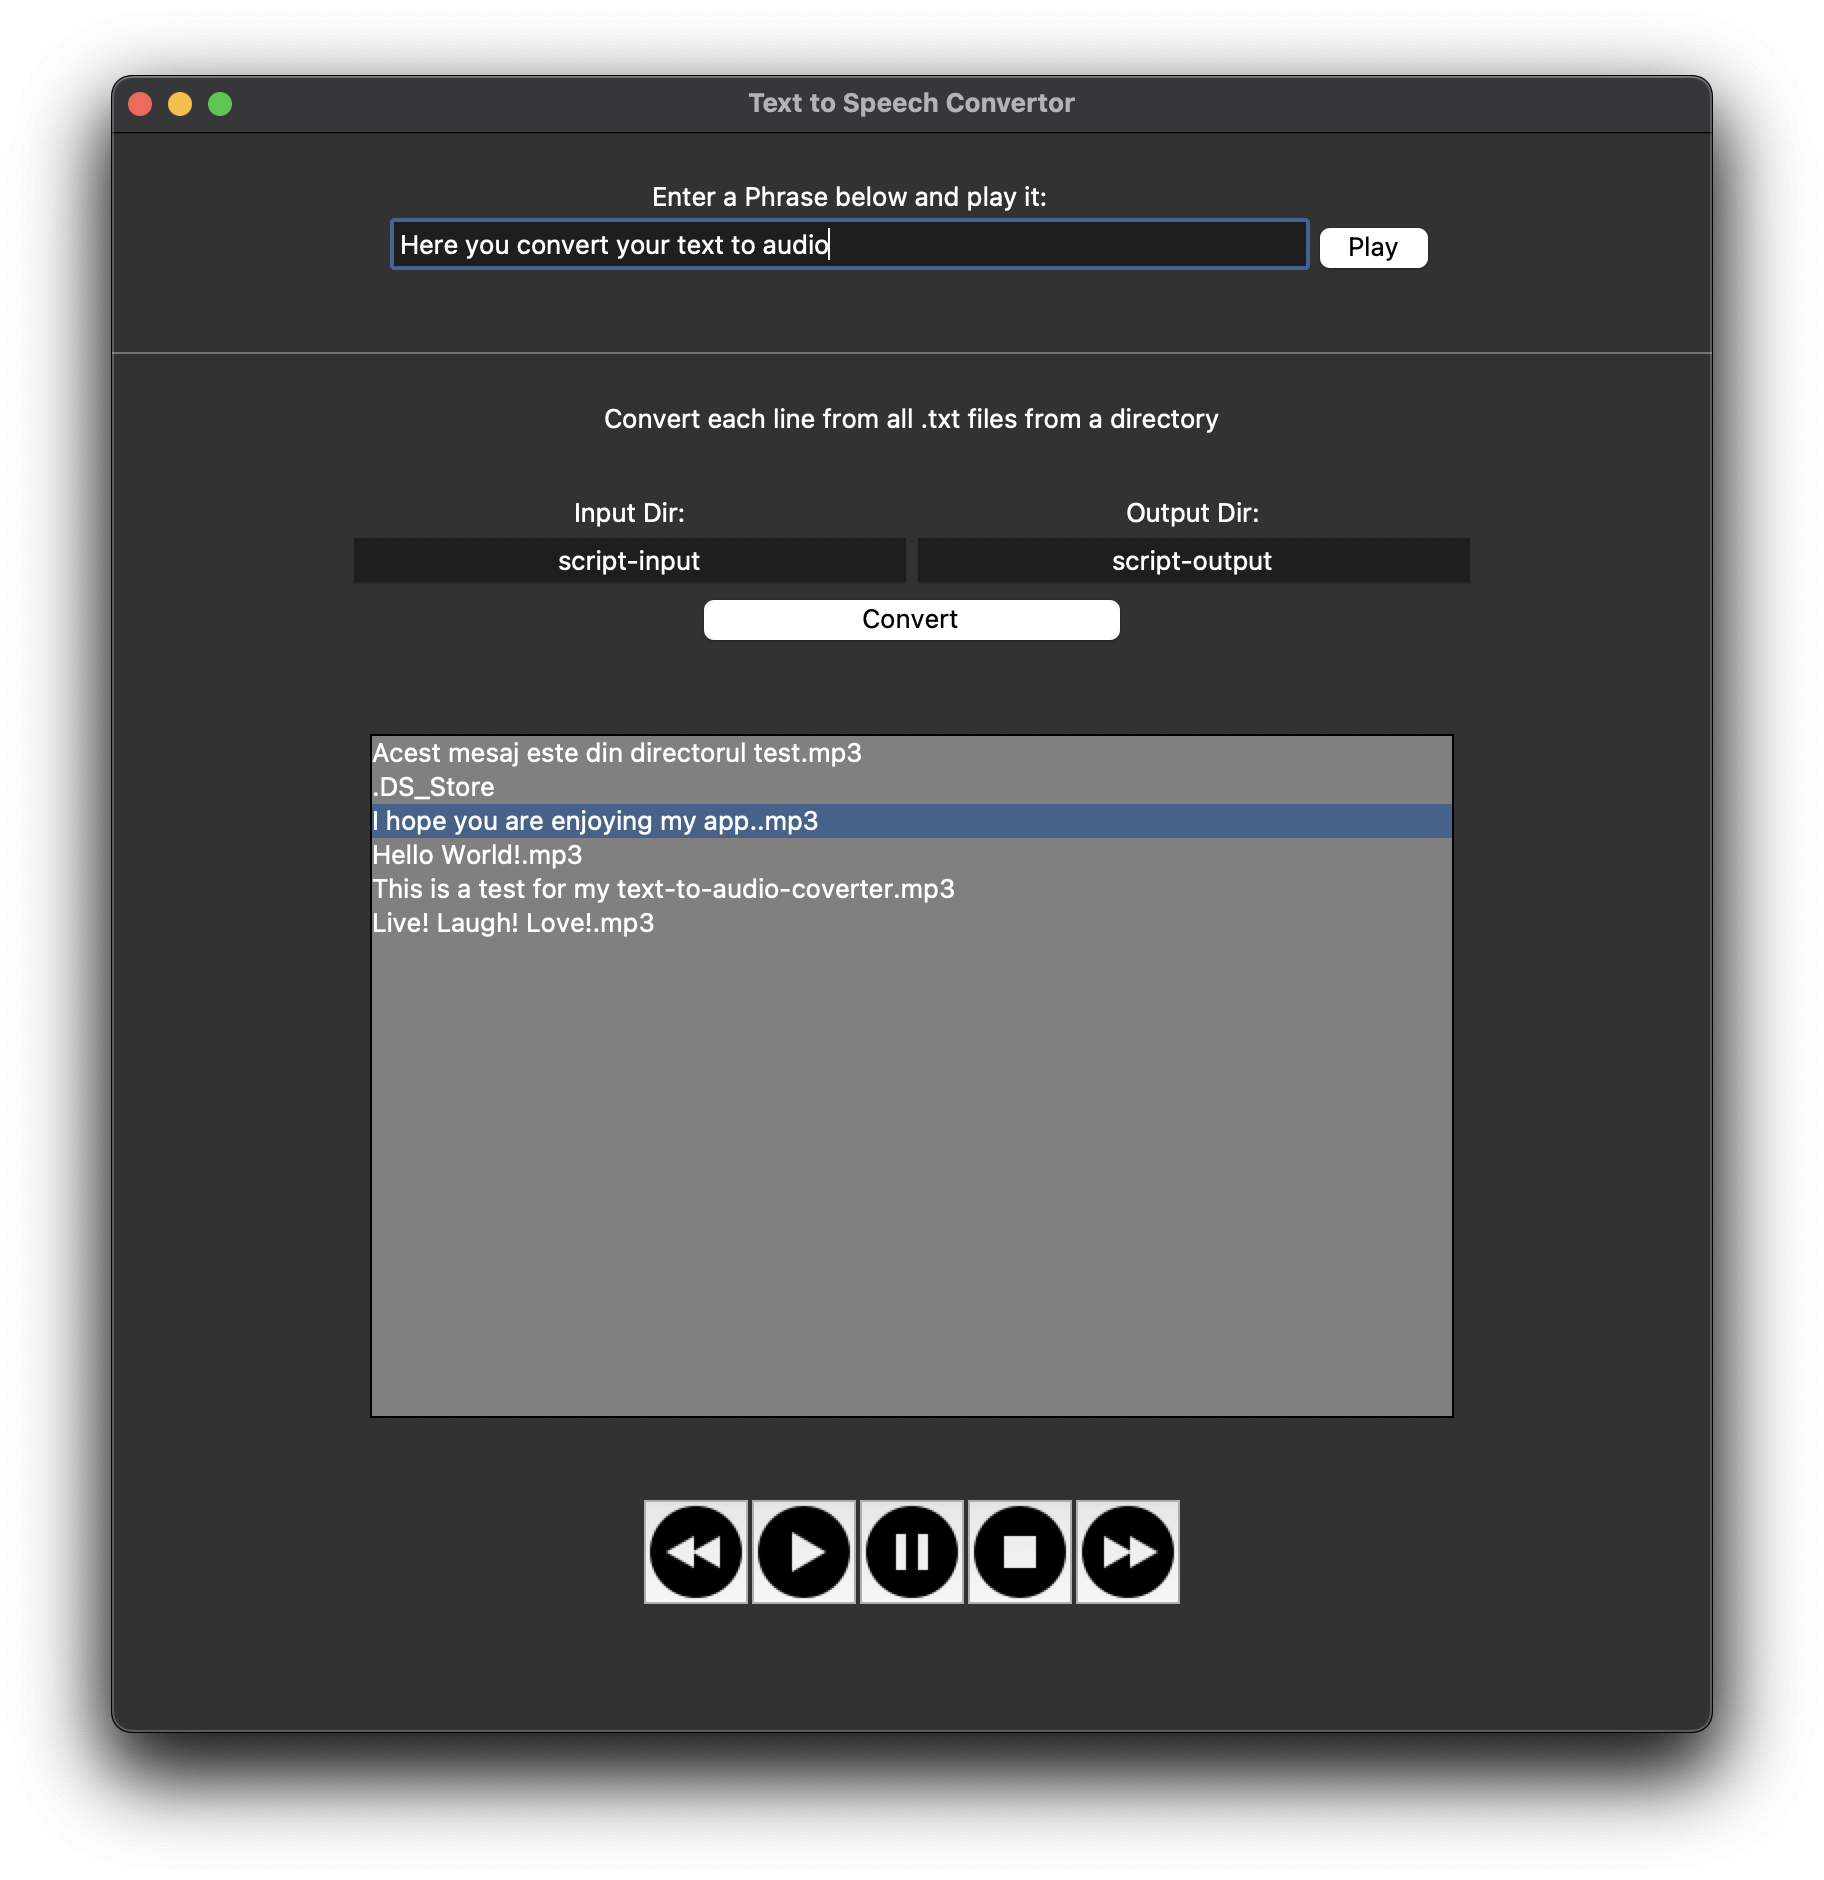 Text to Speech Convertor
Enter a Phrase below and play it:
Here you convert your text to audio
Play
Convert each line from all .txt files from a directory
Input Dir:
Output Dir:
script-input
script-output
Convert
Acest mesaj este din directorul test.mp3
.DS_Store
I hope you are enjoying my app..mp3
Hello World!.mp3
This is a test for my text-to-audio-coverter.mp3
Live! Laugh! Love!.mp3